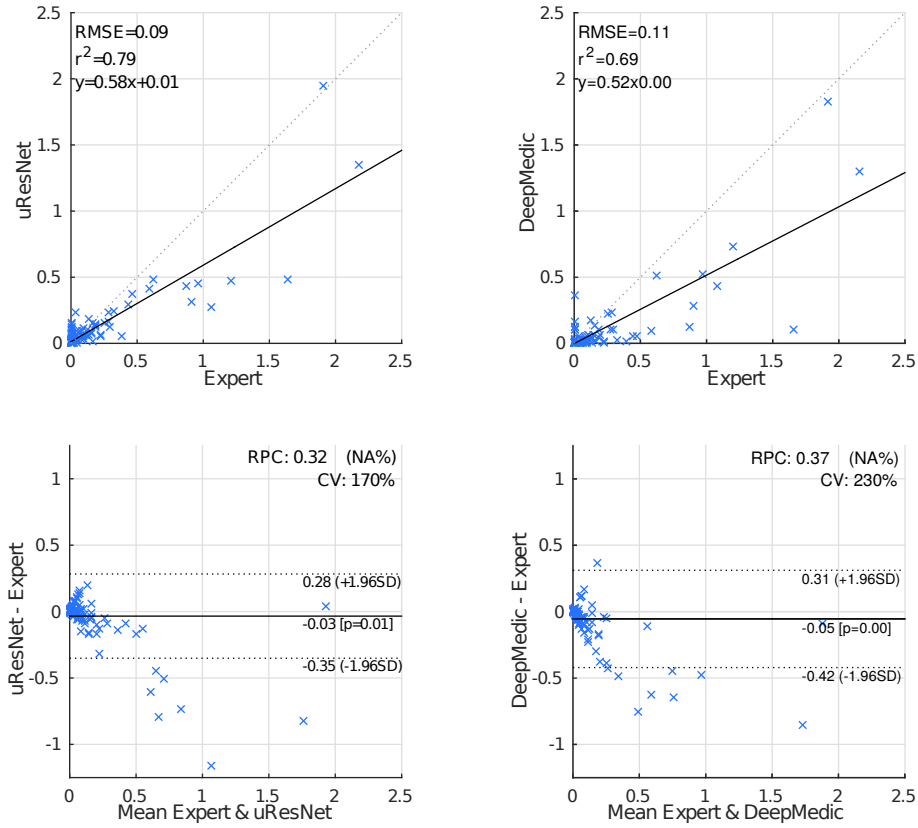 RMSE=0.09
r²=0.79
y=0.58x+0.01
2.5
2
1.5
1
0.5
0
uResNet
0 0.5 1 1.5 2 2.5
Expert
RMSE=0.11
r²=0.69
y=0.52x0.00
2.5
2
1.5
1
0.5
0
DeepMedic
0 0.5 1 1.5 2 2.5
Expert
RPC: 0.32 (NA%)
CV: 170%
1
0.5
0
-0.5
-1
uResNet - Expert
0.28 (+1.96SD)
-0.03 [p=0.01]
-0.35 (-1.96SD)
0 0.5 1 1.5 2 2.5
Mean Expert & uResNet
RPC: 0.37 (NA%)
CV: 230%
1
0.5
0
-0.5
-1
DeepMedic - Expert
0.31 (+1.96SD)
-0.05 [p=0.00]
-0.42 (-1.96SD)
0 0.5 1 1.5 2 2.5
Mean Expert & DeepMedic